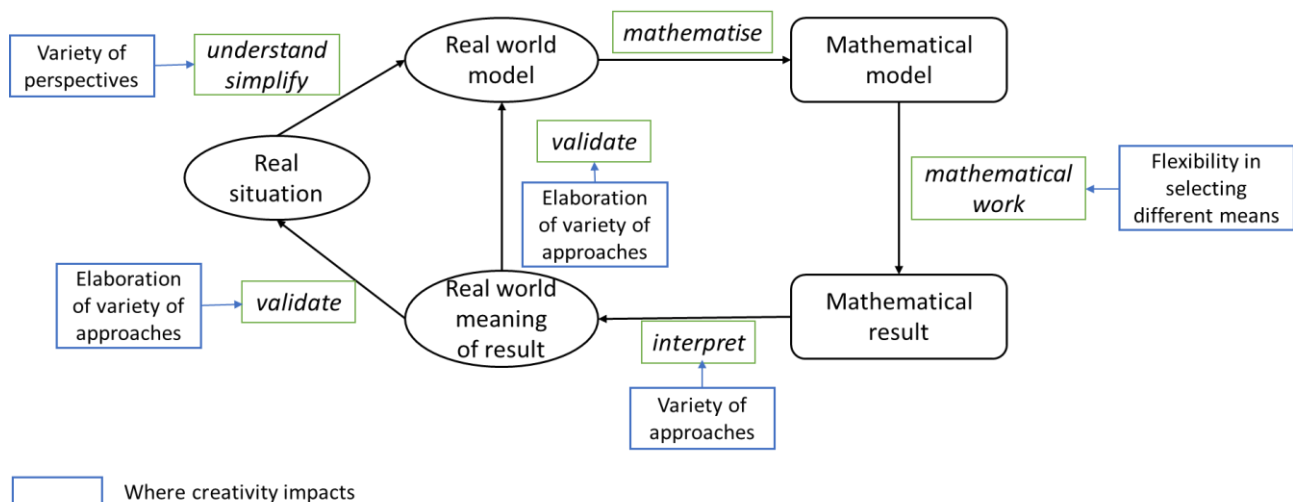 Variety of
perspectives
understand
simplify
Real world
model
mathematise
Mathematical
model
Real
situation
validate
Elaboration
of variety of
approaches
mathematical
work
Flexibility in
selecting
different means
Elaboration
of variety of
approaches
validate
Real world
meaning
of result
interpret
Variety of
approaches
Mathematical
result
Where creativity impacts